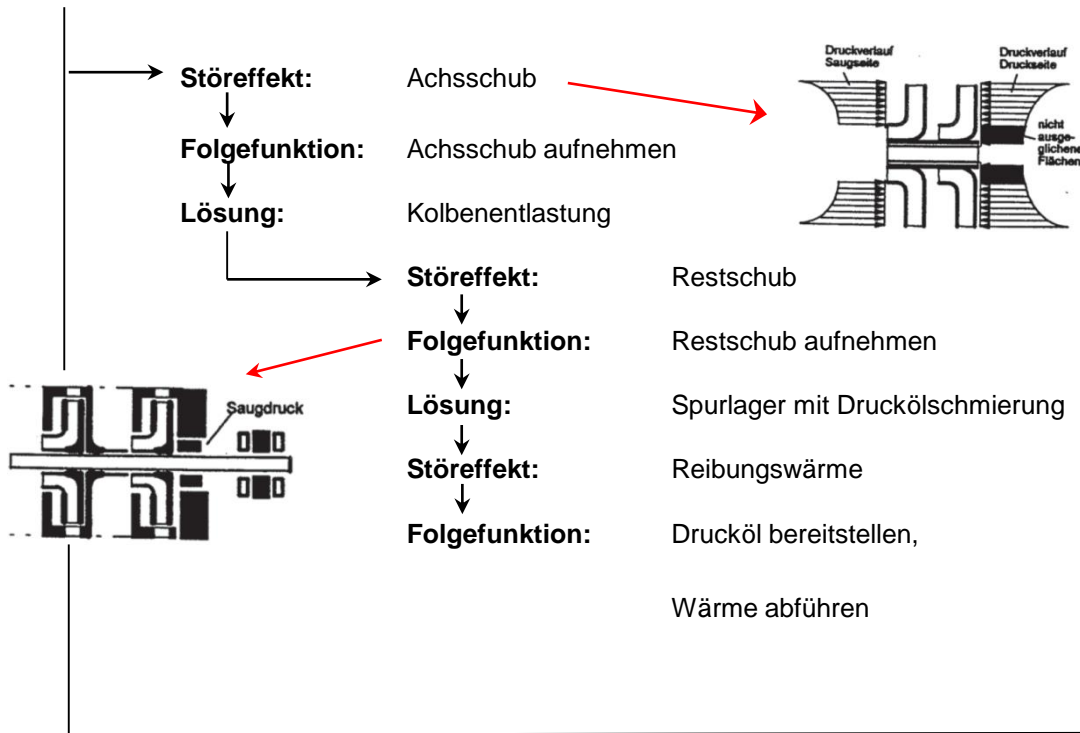 Störeffekt: Achsschub
Folgefunktion: Achsschub aufnehmen
Lösung: Kolbenentlastung
Druckverlauf
Saugseite
Druckverlauf
Druckseite
nicht
ausge-
glichene
Flächen
Störeffekt: Restschub
Folgefunktion: Restschub aufnehmen
Lösung: Spurlager mit Druckölschmierung
Störeffekt: Reibungswärme
Folgefunktion: Drucköl bereitstellen,
Wärme abführen
Saugdruck